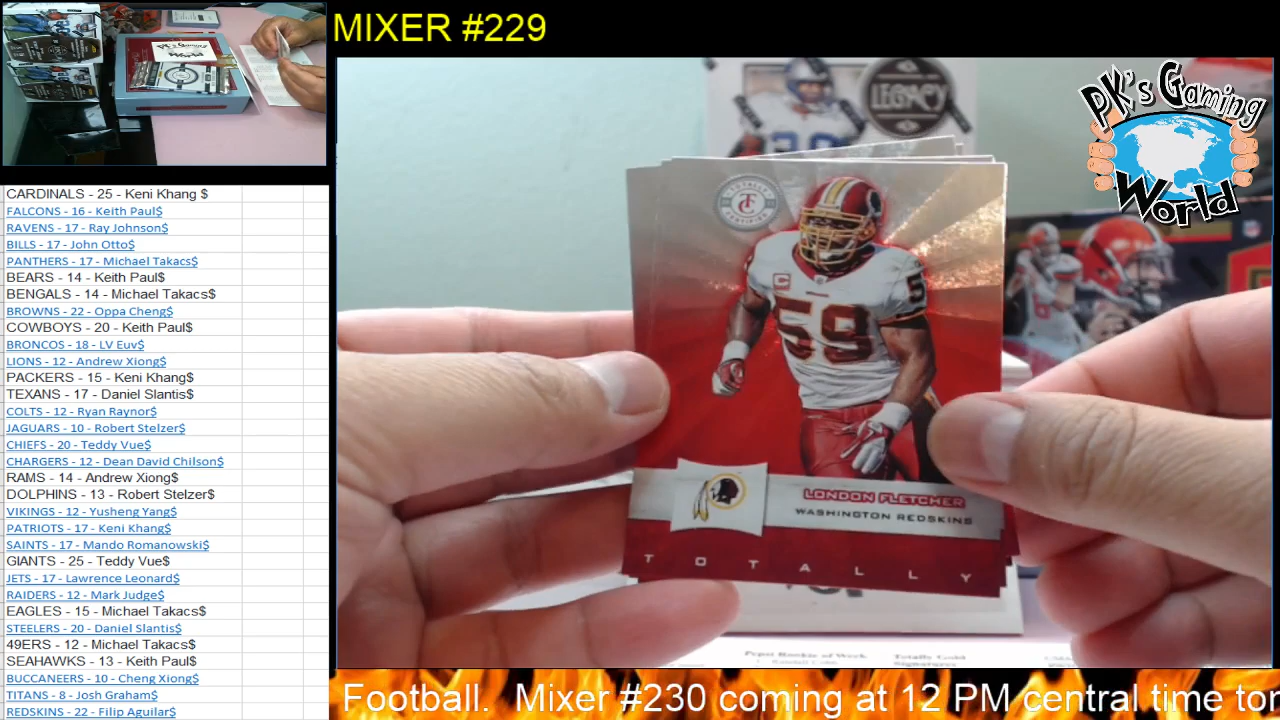 MIXER #229
PK's Gaming
World
LEGACY
CARDINALS - 25 - Keni Khang $
FALCONS - 16 - Keith Paul$
RAVENS - 17 - Ray Johnson$
BILLS - 17 - John Otto$
PANTHERS - 17 - Michael Takacs$
BEARS - 14 - Keith Paul$
BENGALS - 14 - Michael Takacs$
BROWNS - 22 - Oppa Cheng$
COWBOYS - 20 - Keith Paul$
BRONCOS - 18 - LV Euv$
LIONS - 12 - Andrew Xiong$
PACKERS - 15 - Keni Khang$
TEXANS - 17 - Daniel Slantis$
COLTS - 12 - Ryan Raynor$
JAGUARS - 10 - Robert Stelzer$
CHIEFS - 20 - Teddy Vue$
CHARGERS - 12 - Dean David Chilson$
RAMS - 14 - Andrew Xiong$
DOLPHINS - 13 - Robert Stelzer$
VIKINGS - 12 - Yusheng Yang$
PATRIOTS - 17 - Keni Khang$
SAINTS - 17 - Mando Romanowski$
GIANTS - 25 - Teddy Vue$
JETS - 17 - Lawrence Leonard$
RAIDERS - 12 - Mark Judge$
EAGLES - 15 - Michael Takacs$
STEELERS - 20 - Daniel Slantis$
49ERS - 12 - Michael Takacs$
SEAHAWKS - 13 - Keith Paul$
BUCCANEERS - 10 - Cheng Xiong$
TITANS - 8 - Josh Graham$
REDSKINS - 22 - Filip Aguilar$
TOTALLY
TC
CERTIFIED
C
59
5
LONDON FLETCHER
WASHINGTON REDSKINS
TOTALLY
Football. Mixer #230 coming at 12 PM central time tor